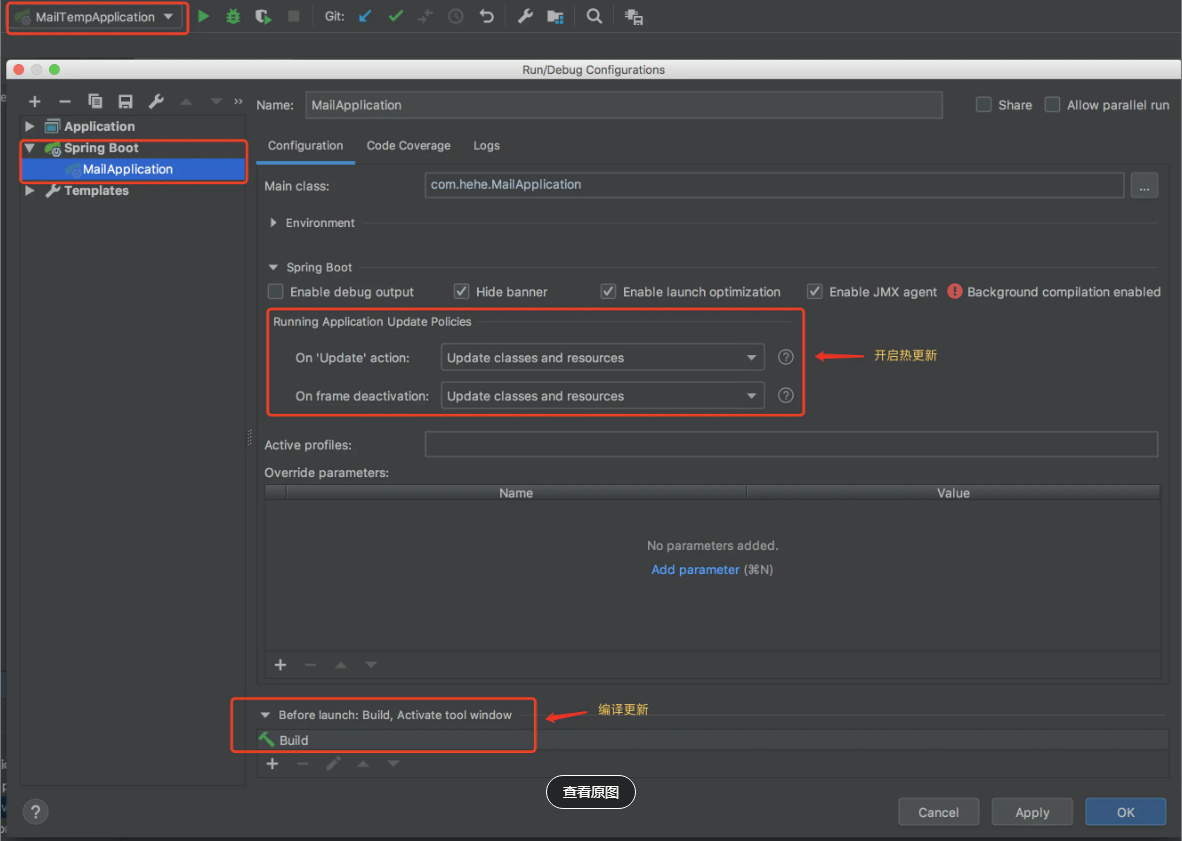 MailTempApplication
Git:
Run/Debug Configurations
»
Name: MailApplication
Share
Allow parallel run
Application
Spring Boot
MailApplication
Templates
Configuration
Code Coverage
Logs
Main class: com.hehe.MailApplication
...
Environment
Spring Boot
Enable debug output
Hide banner
Enable launch optimization
Enable JMX agent
Background compilation enabled
Running Application Update Policies
On 'Update' action: Update classes and resources ?
开启热更新
On frame deactivation: Update classes and resources ?
Active profiles:
Override parameters:
Name Value
No parameters added.
Add parameter (⌘N)
Before launch: Build, Activate tool window
编译更新
Build
查看原图
?
Cancel
Apply
OK